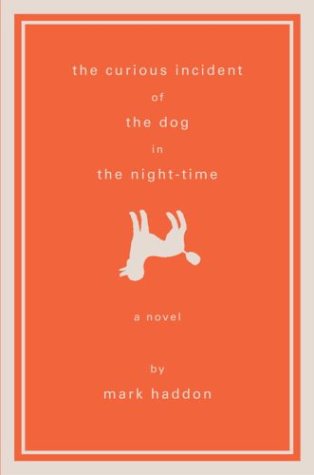 the curious incident
of
the dog
in
the night-time
a novel
by
mark haddon